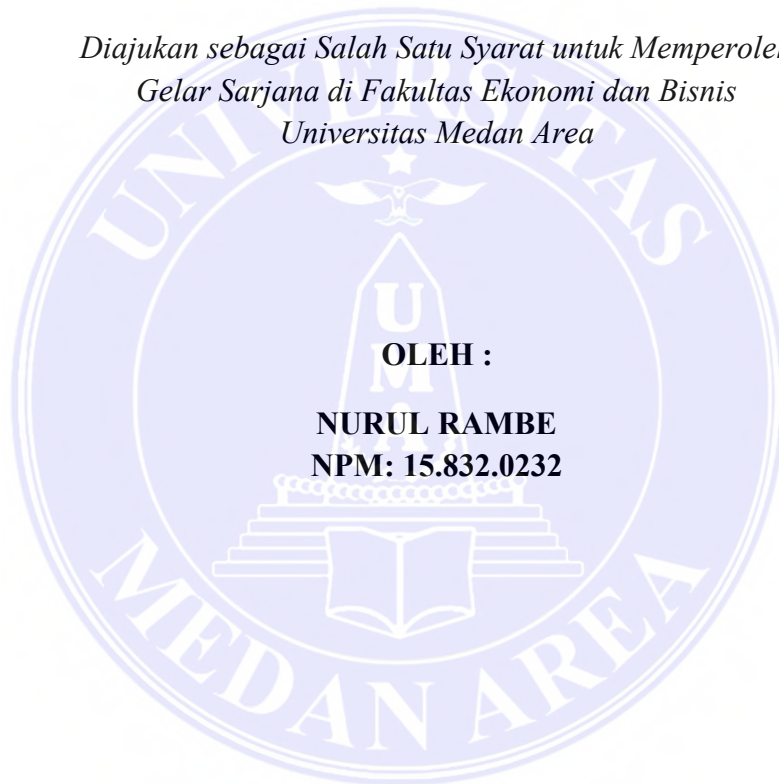 Diajukan sebagai Salah Satu Syarat untuk Memperoleh
Gelar Sarjana di Fakultas Ekonomi dan Bisnis
Universitas Medan Area
UNIVERSITAS
UMA
OLEH :
NURUL RAMBE
NPM: 15.832.0232
MEDAN AREA